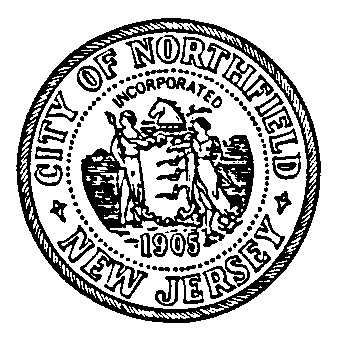 CITY OF NORTHFIELD
INCORPORATED
1905
NEW JERSEY